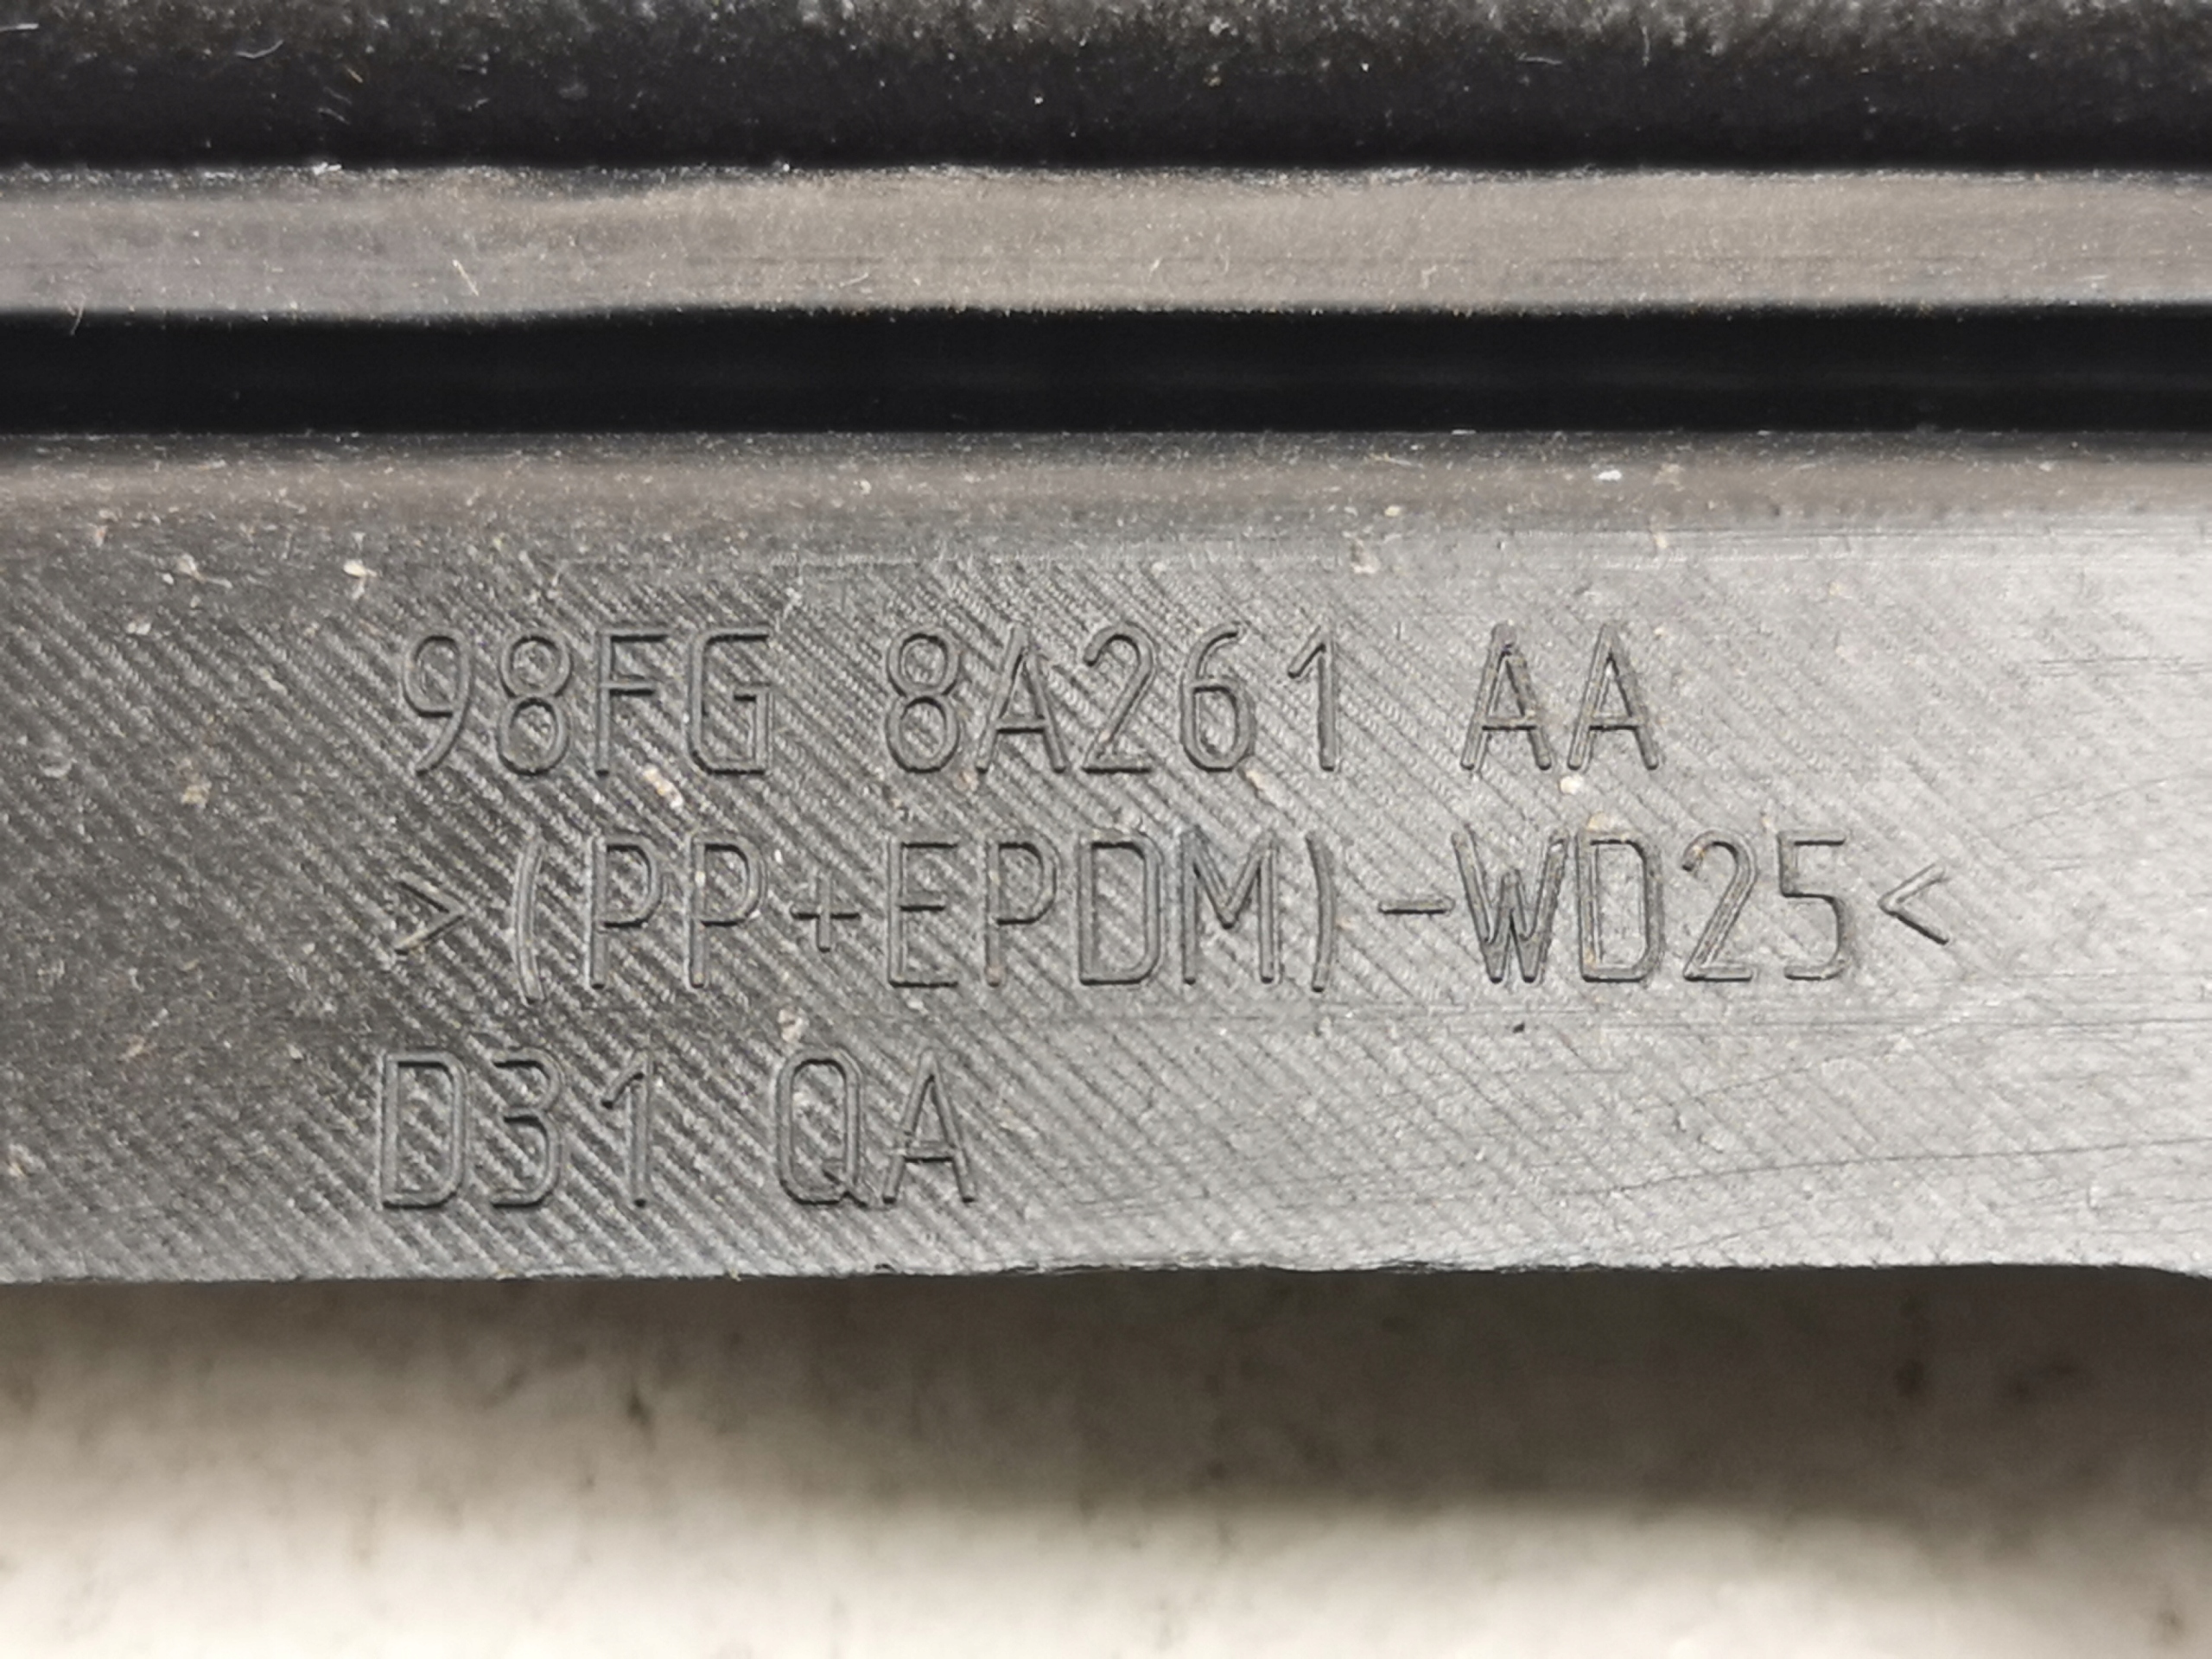 98FG 8A261 AA
>(PP+EPDM)-WD25<
D31 QA